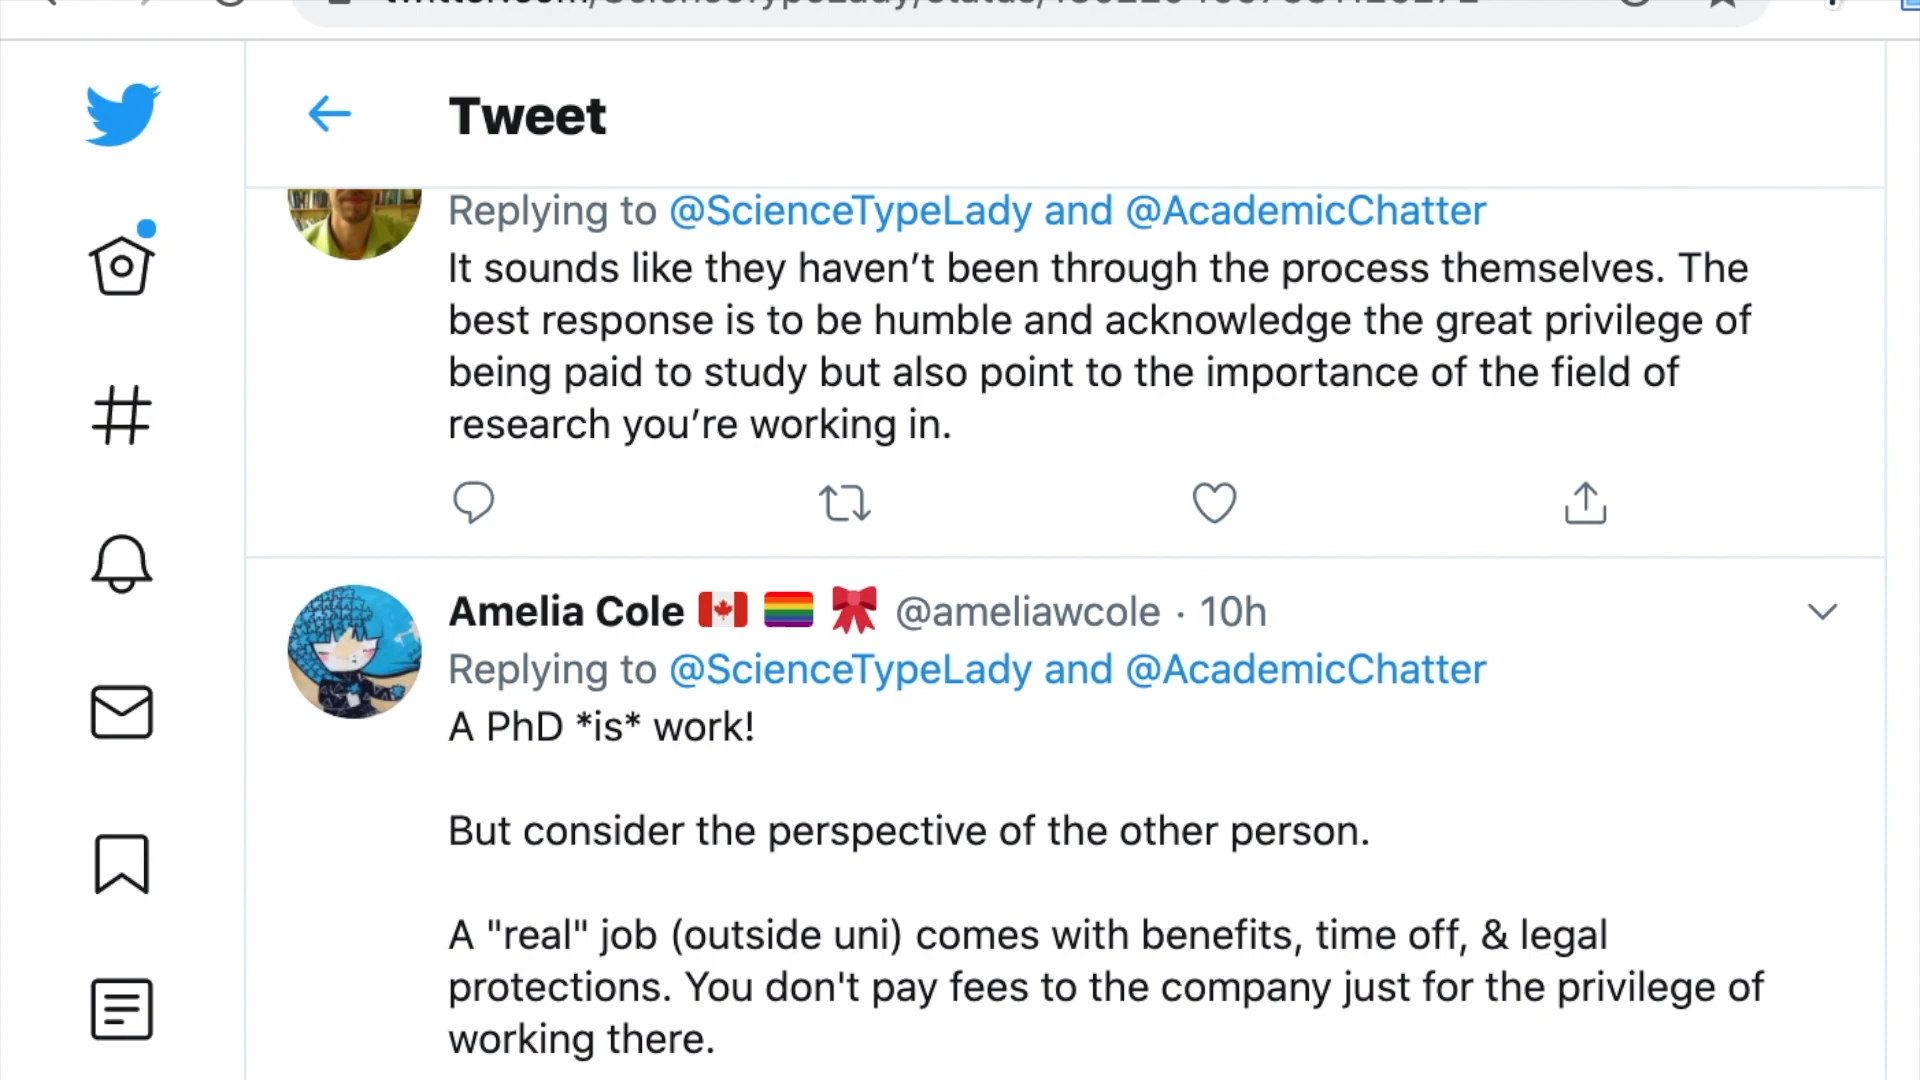 Tweet
Replying to @ScienceTypeLady and @AcademicChatter
It sounds like they haven’t been through the process themselves. The
best response is to be humble and acknowledge the great privilege of
being paid to study but also point to the importance of the field of
research you’re working in.
Amelia Cole 🇨🇦 🏳️‍🌈 🎀 @ameliawcole · 10h
Replying to @ScienceTypeLady and @AcademicChatter
A PhD *is* work!
But consider the perspective of the other person.
A "real" job (outside uni) comes with benefits, time off, & legal
protections. You don't pay fees to the company just for the privilege of
working there.